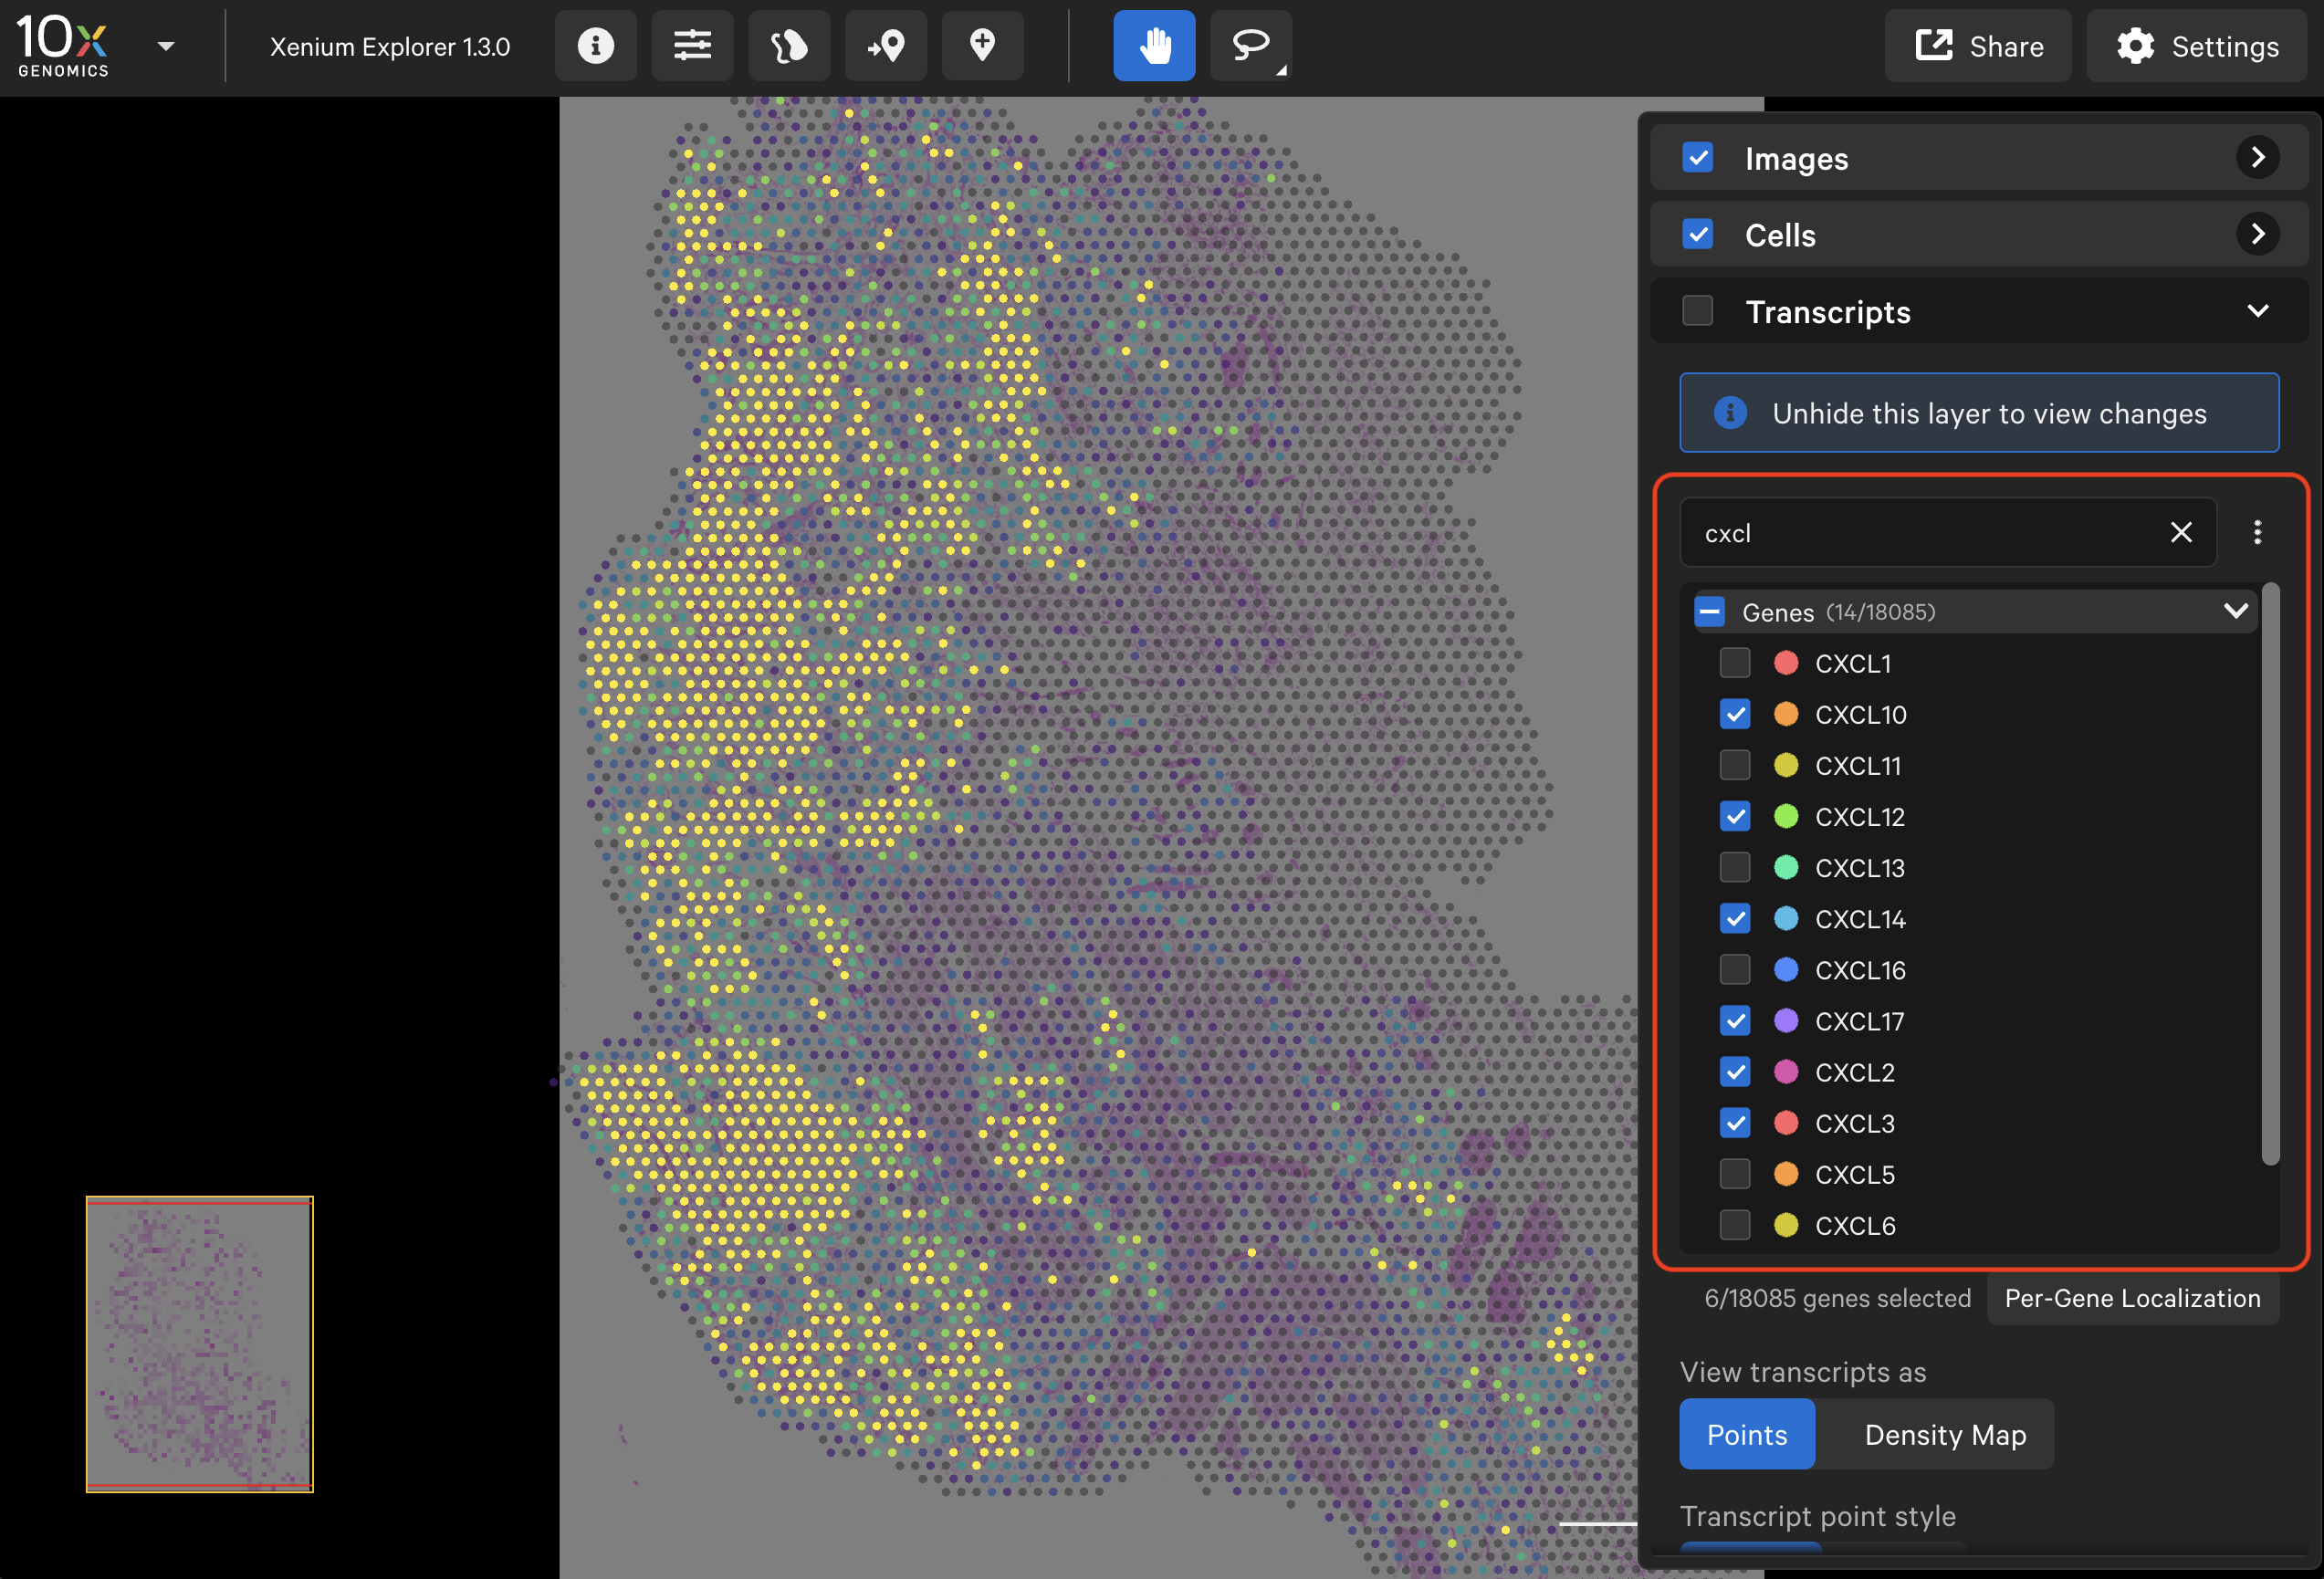 10x
GENOMICS
Xenium Explorer 1.3.0
Share
Settings
Images
Cells
Transcripts
Unhide this layer to view changes
cxcl
Genes (14/18085)
CXCL1
CXCL10
CXCL11
CXCL12
CXCL13
CXCL14
CXCL16
CXCL17
CXCL2
CXCL3
CXCL5
CXCL6
6/18085 genes selected
Per-Gene Localization
View transcripts as
Points
Density Map
Transcript point style